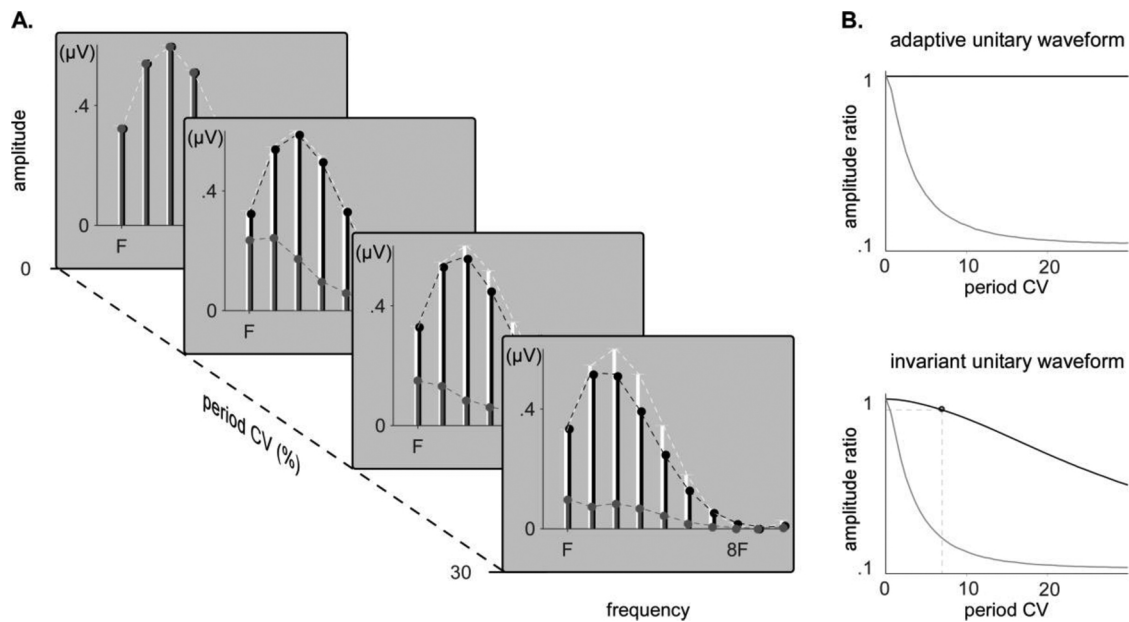 A.
amplitude
(µV)
.4
0
F
(µV)
.4
0
F
(µV)
.4
0
F
(µV)
.4
0
F
8F
0
period CV (%)
30
frequency
B.
adaptive unitary waveform
1
amplitude ratio
.1
0
10
20
period CV
invariant unitary waveform
1
amplitude ratio
.1
0
10
20
period CV